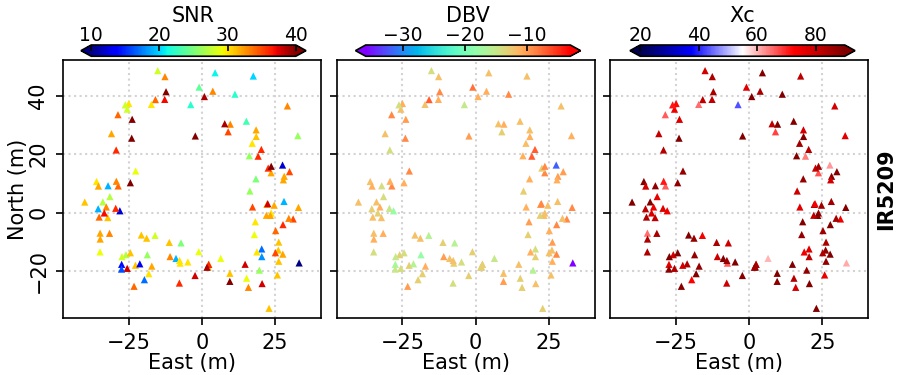 SNR DBV Xc
10 20 30 40 −30 −20 −10 20 40 60 80
40
20
0
−20
North (m)
IR5209
−25 0 25 −25 0 25 −25 0 25
East (m) East (m) East (m)